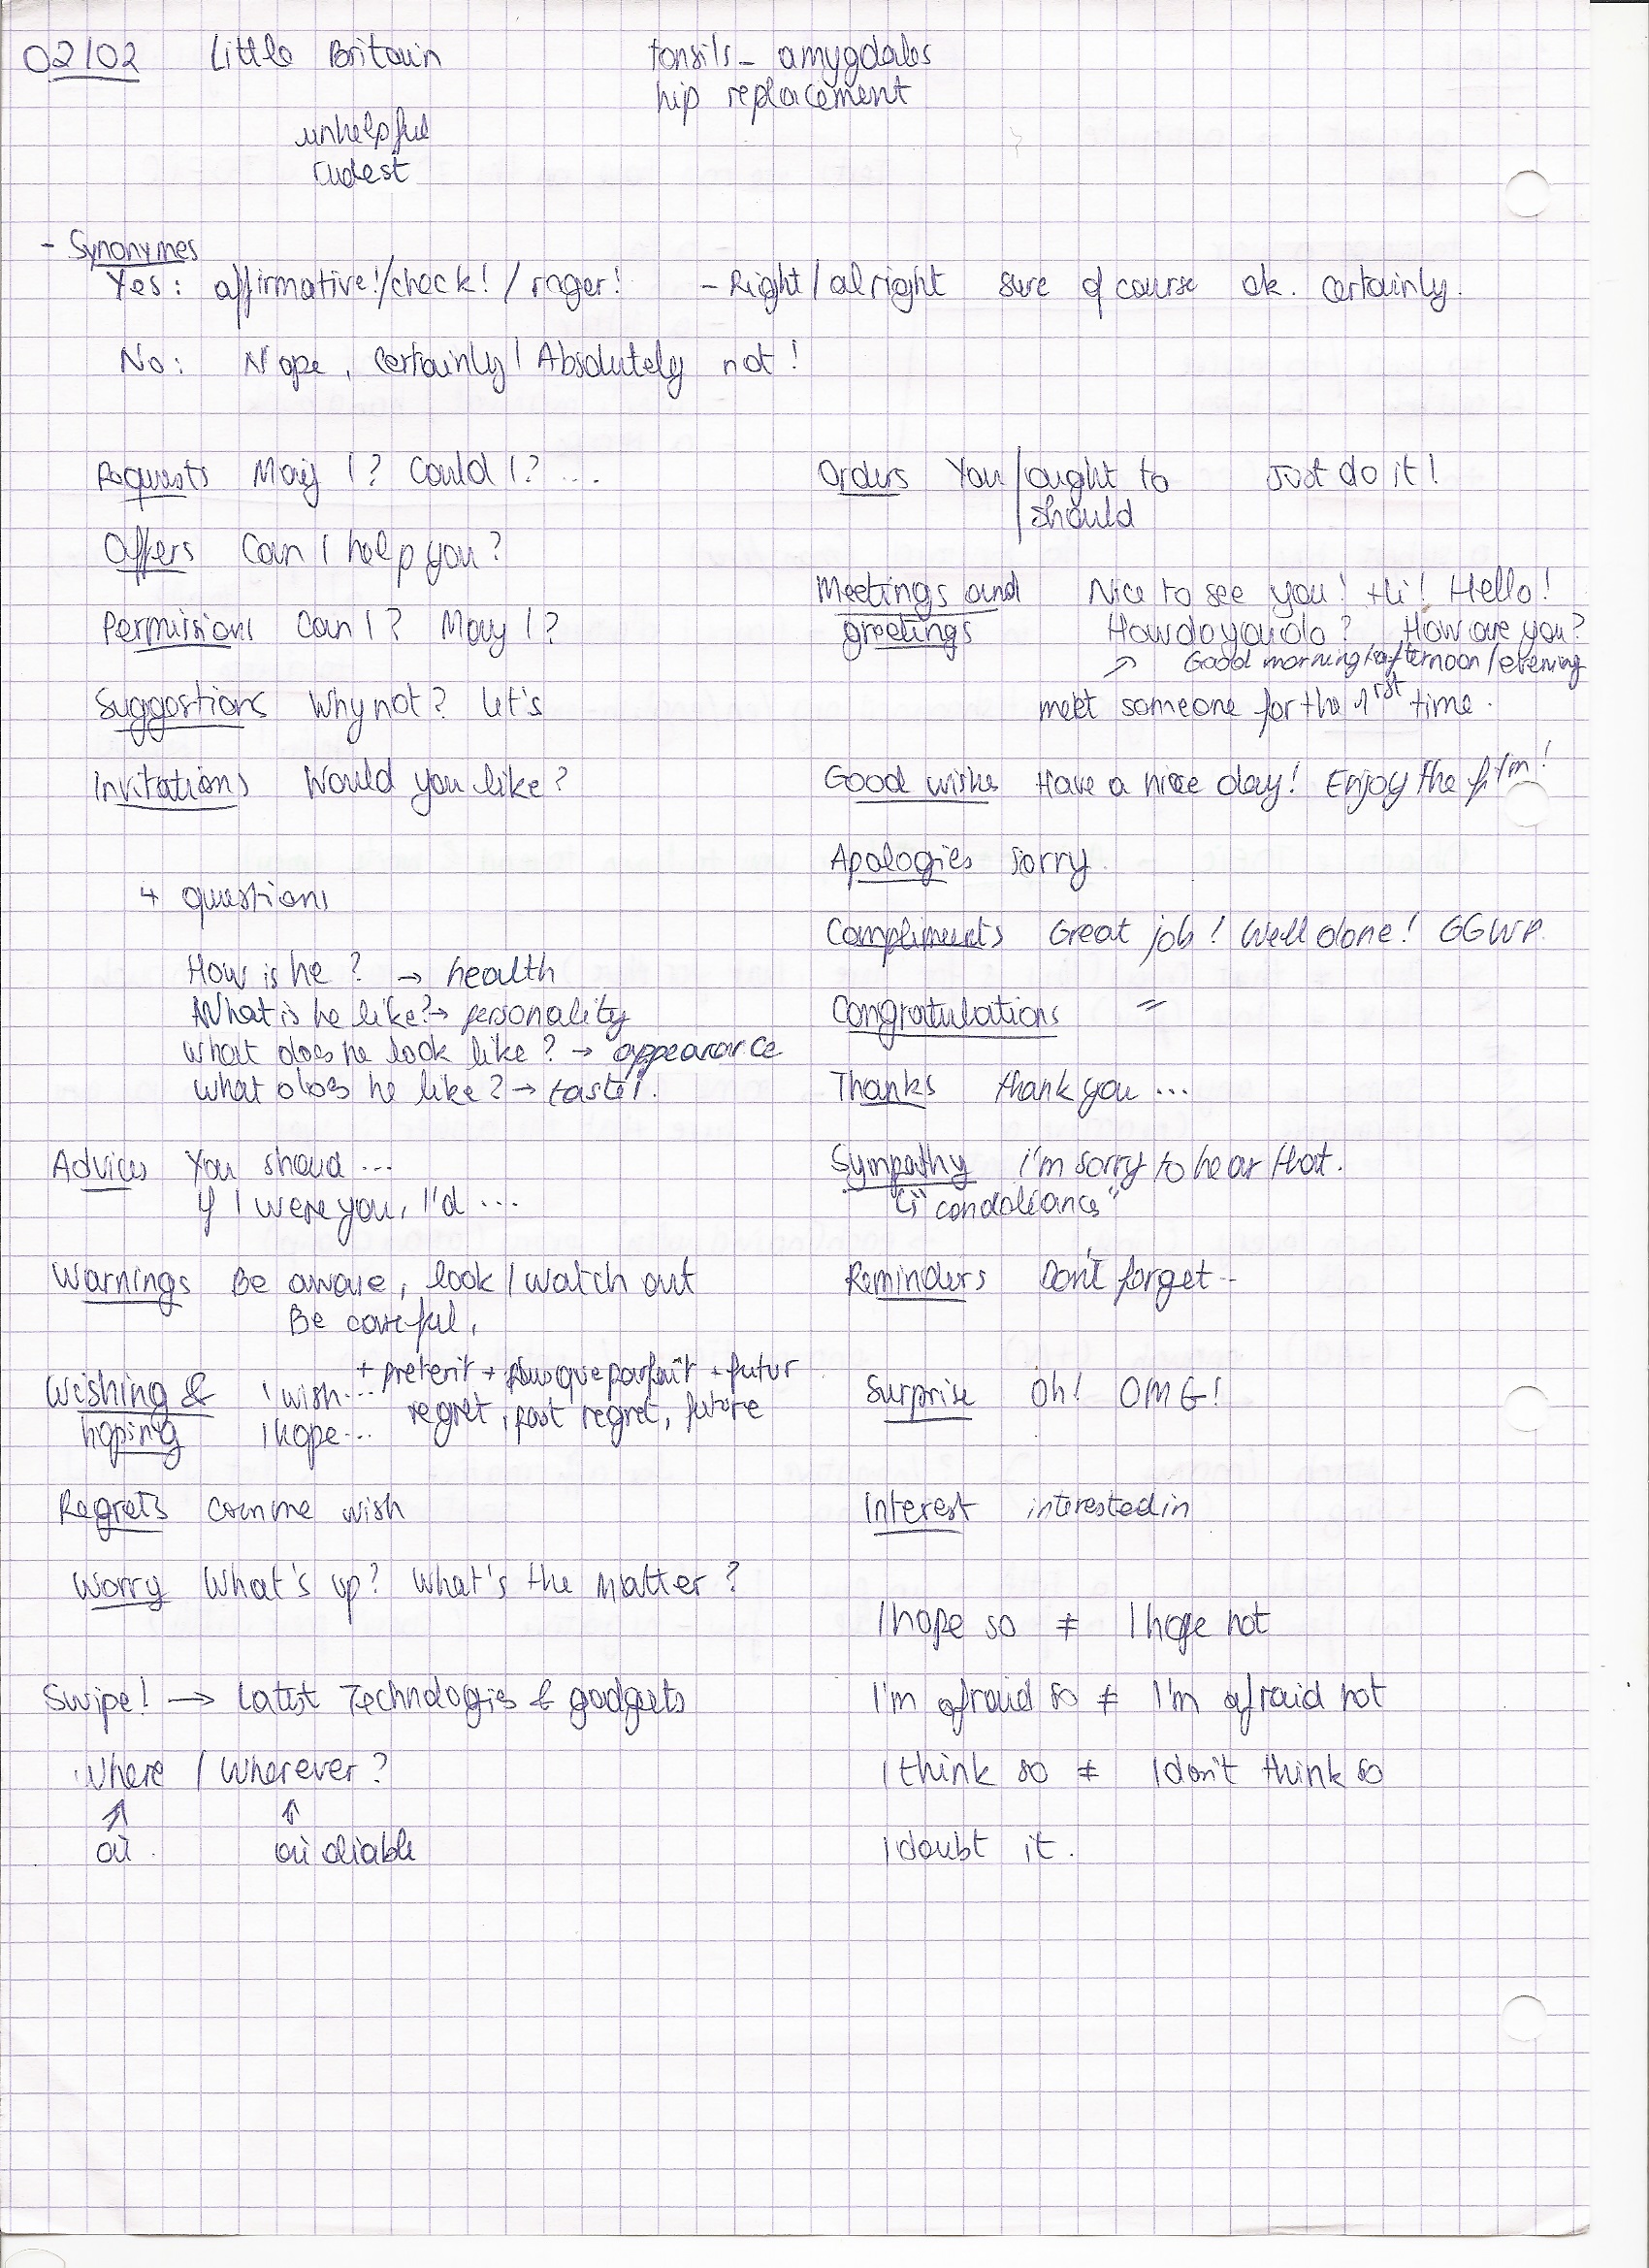 02/02 Little Britain tonsils - amygdales
hip replacement
unhelpful
rudest
- Synonymes
Yes : affirmative!/check! / roger! - Right/alright sure of course ok. certainly.
No : Nope, certainly/Absolutely not !
Requests May I ? Could I ? ...
Offers Can I help you ?
Permissions Can I ? May I ?
Suggestions Why not ? Let's
Invitations Would you like ?
4 questions
How is he ? → health
What is he like ? → personality
What does he look like ? → appearance
What does he like ? → tastes.
Advices You shoud ...
If I were you, I'd ...
Warnings Be aware, look / watch out
Be careful,
Wishing & I wish... + preterit + plusqueparfait + futur
hoping I hope... regret, past regret, future
Regrets comme wish
Worry What's up? What's the matter ?
Swipe! → Latest Technologies & gadgets
Where / Wherever ?
où où diable
Orders You / ought to Just do it !
should
Meetings and Nice to see you ! Hi ! Hello !
greetings How do you do ? How are you ?
Good morning/afternoon/evening
meet someone for the 1rst time.
Good wishes Have a nice day ! Enjoy the film !
Apologies Sorry.
Compliments Great job ! Well done ! GGWP.
Congratulations =
Thanks thank you ...
Sympathy i'm sorry to hear that.
"condoléances"
Reminders Don't forget --
Surprise Oh! OMG!
Interest interested in
I hope so ≠ I hope not
I'm afraid so ≠ I'm afraid not
I think so ≠ I don't think so
I doubt it.